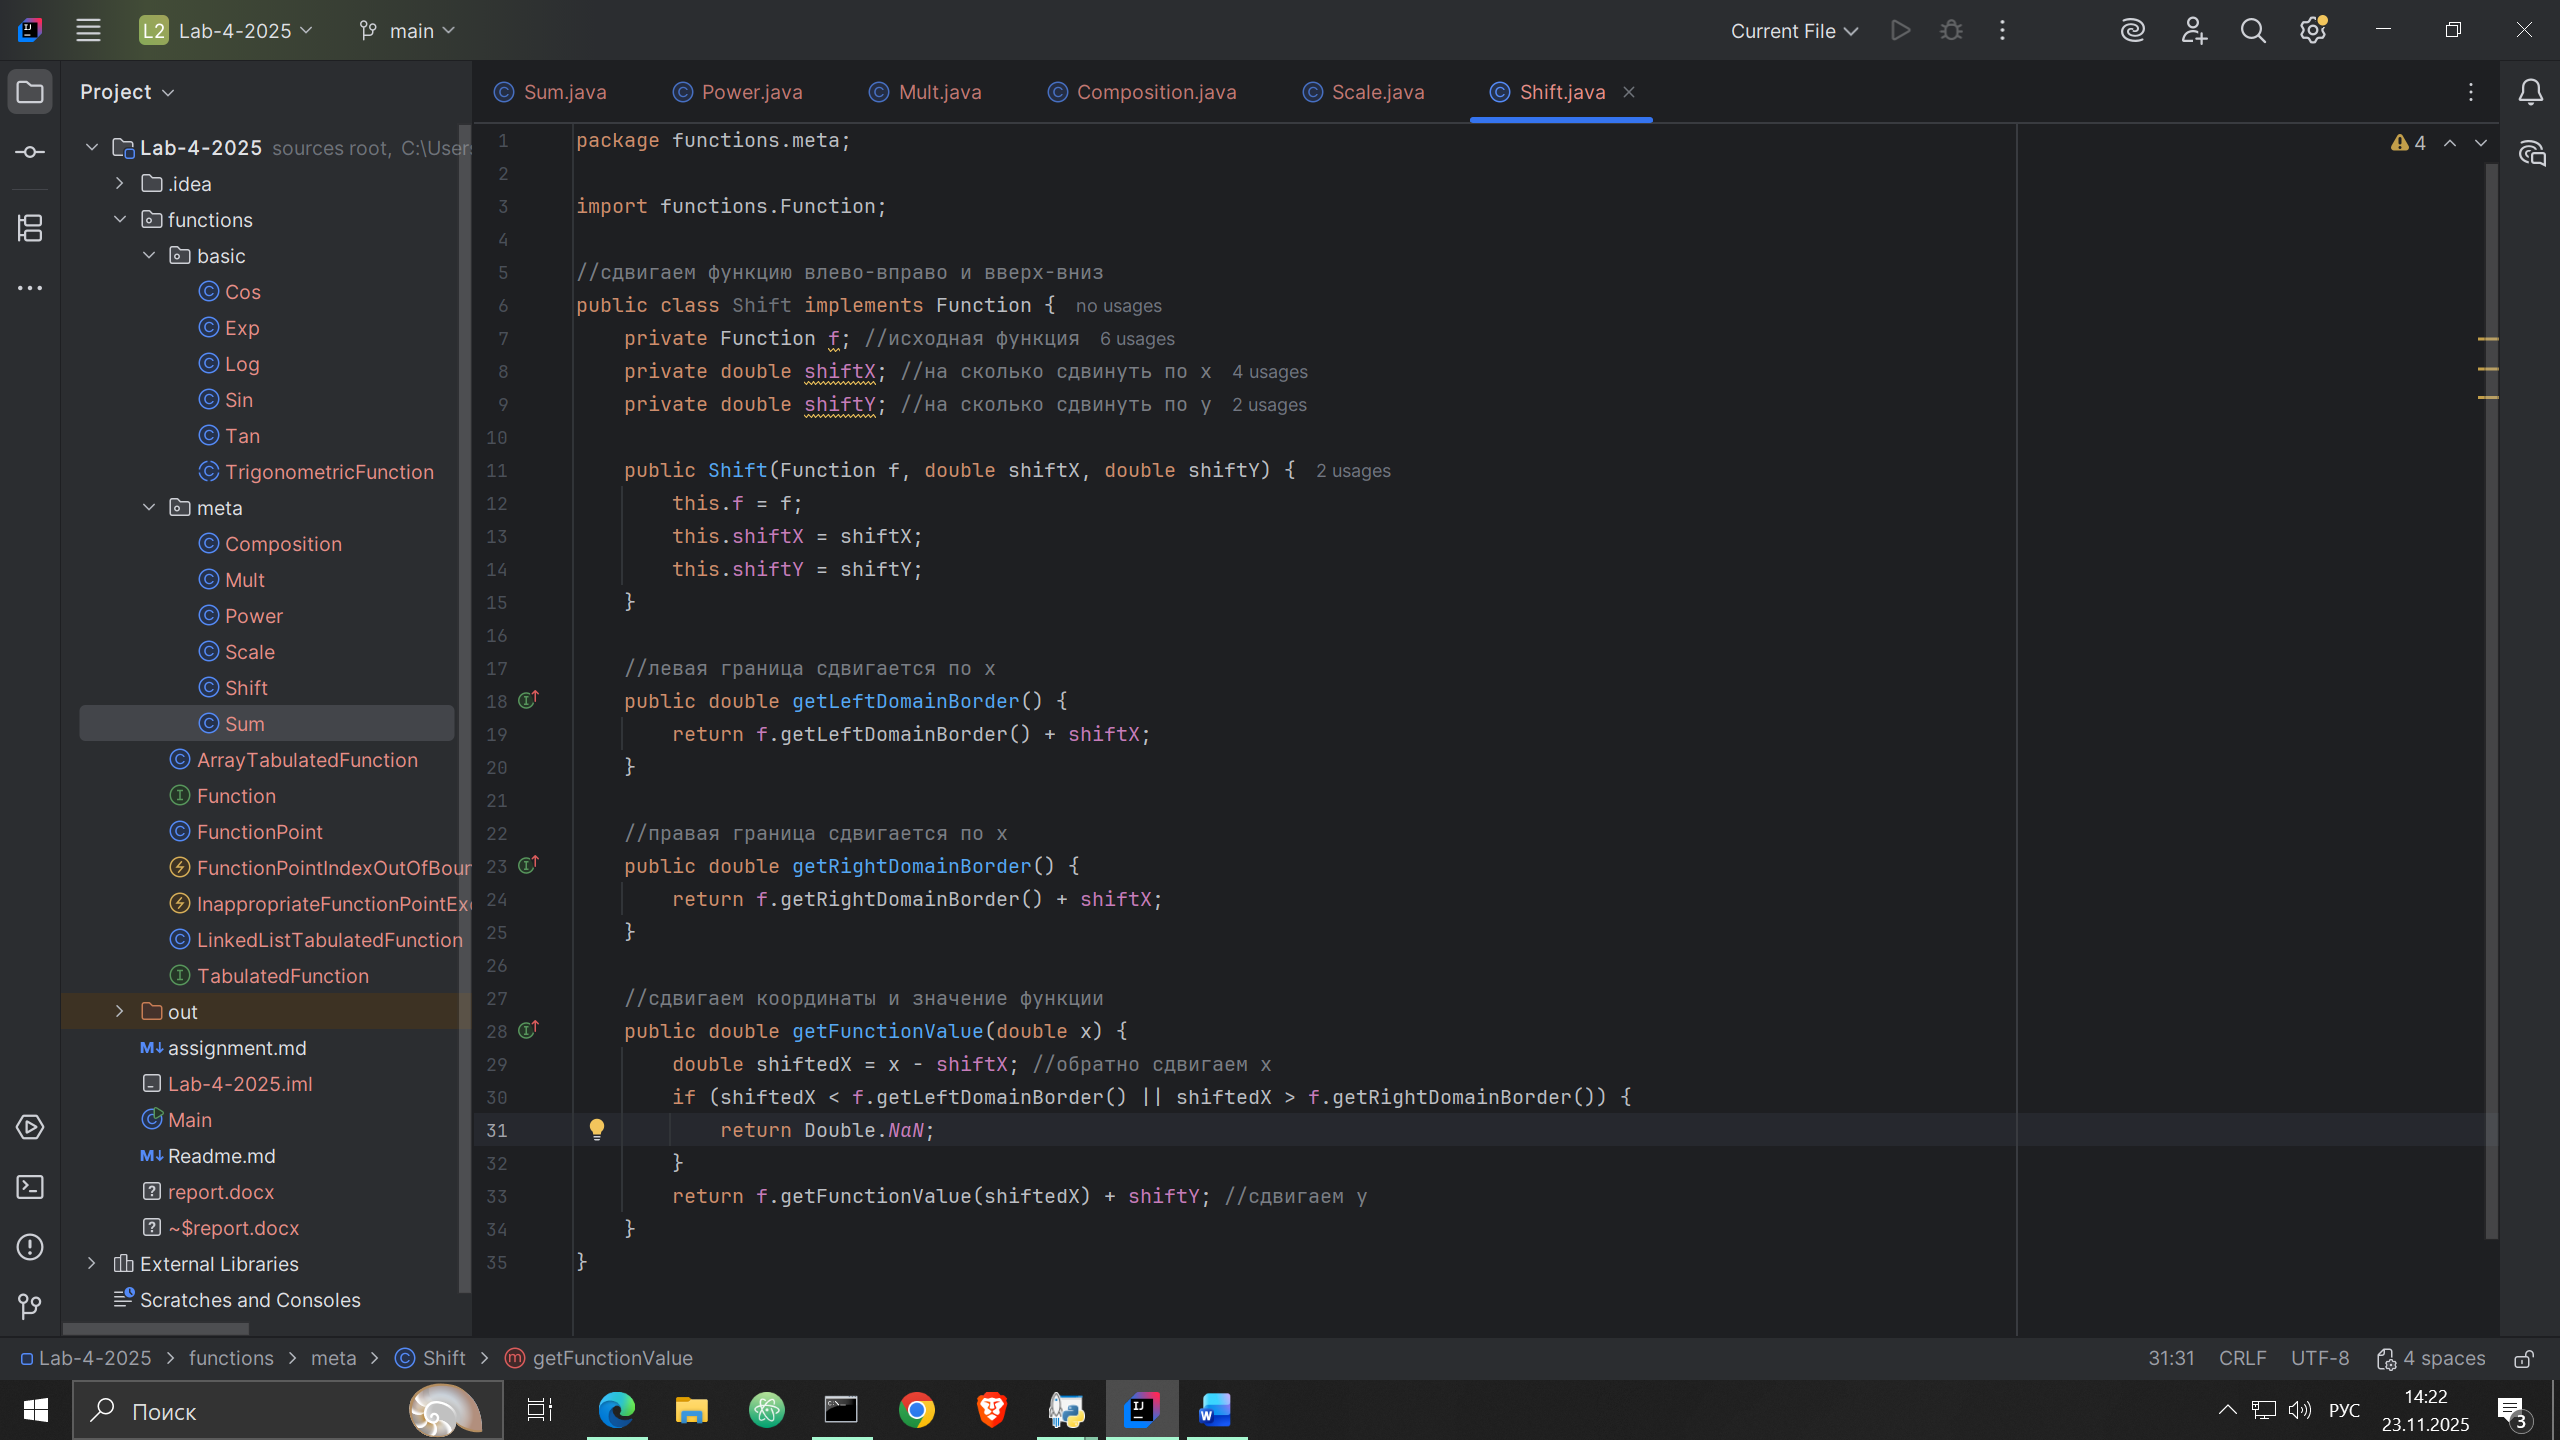 L2 Lab-4-2025 main Current File
Project
Sum.java Power.java Mult.java Composition.java Scale.java Shift.java
Lab-4-2025 sources root, C:\User
.idea
functions
basic
Cos
Exp
Log
Sin
Tan
TrigonometricFunction
meta
Composition
Mult
Power
Scale
Shift
Sum
ArrayTabulatedFunction
Function
FunctionPoint
FunctionPointIndexOutOfBour
InappropriateFunctionPointExc
LinkedListTabulatedFunction
TabulatedFunction
out
assignment.md
Lab-4-2025.iml
Main
Readme.md
report.docx
~$report.docx
External Libraries
Scratches and Consoles
4
1 package functions.meta;
2
3 import functions.Function;
4
5 //сдвигаем функцию влево-вправо и вверх-вниз
6 public class Shift implements Function { no usages
7 private Function f; //исходная функция 6 usages
8 private double shiftX; //на сколько сдвинуть по x 4 usages
9 private double shiftY; //на сколько сдвинуть по y 2 usages
10
11 public Shift(Function f, double shiftX, double shiftY) { 2 usages
12 this.f = f;
13 this.shiftX = shiftX;
14 this.shiftY = shiftY;
15 }
16
17 //левая граница сдвигается по x
18 public double getLeftDomainBorder() {
19 return f.getLeftDomainBorder() + shiftX;
20 }
21
22 //правая граница сдвигается по x
23 public double getRightDomainBorder() {
24 return f.getRightDomainBorder() + shiftX;
25 }
26
27 //сдвигаем координаты и значение функции
28 public double getFunctionValue(double x) {
29 double shiftedX = x - shiftX; //обратно сдвигаем x
30 if (shiftedX < f.getLeftDomainBorder() || shiftedX > f.getRightDomainBorder()) {
31 return Double.NaN;
32 }
33 return f.getFunctionValue(shiftedX) + shiftY; //сдвигаем y
34 }
35 }
Lab-4-2025 > functions > meta > Shift > getFunctionValue 31:31 CRLF UTF-8 4 spaces
Поиск
РУС
14:22
23.11.2025
3